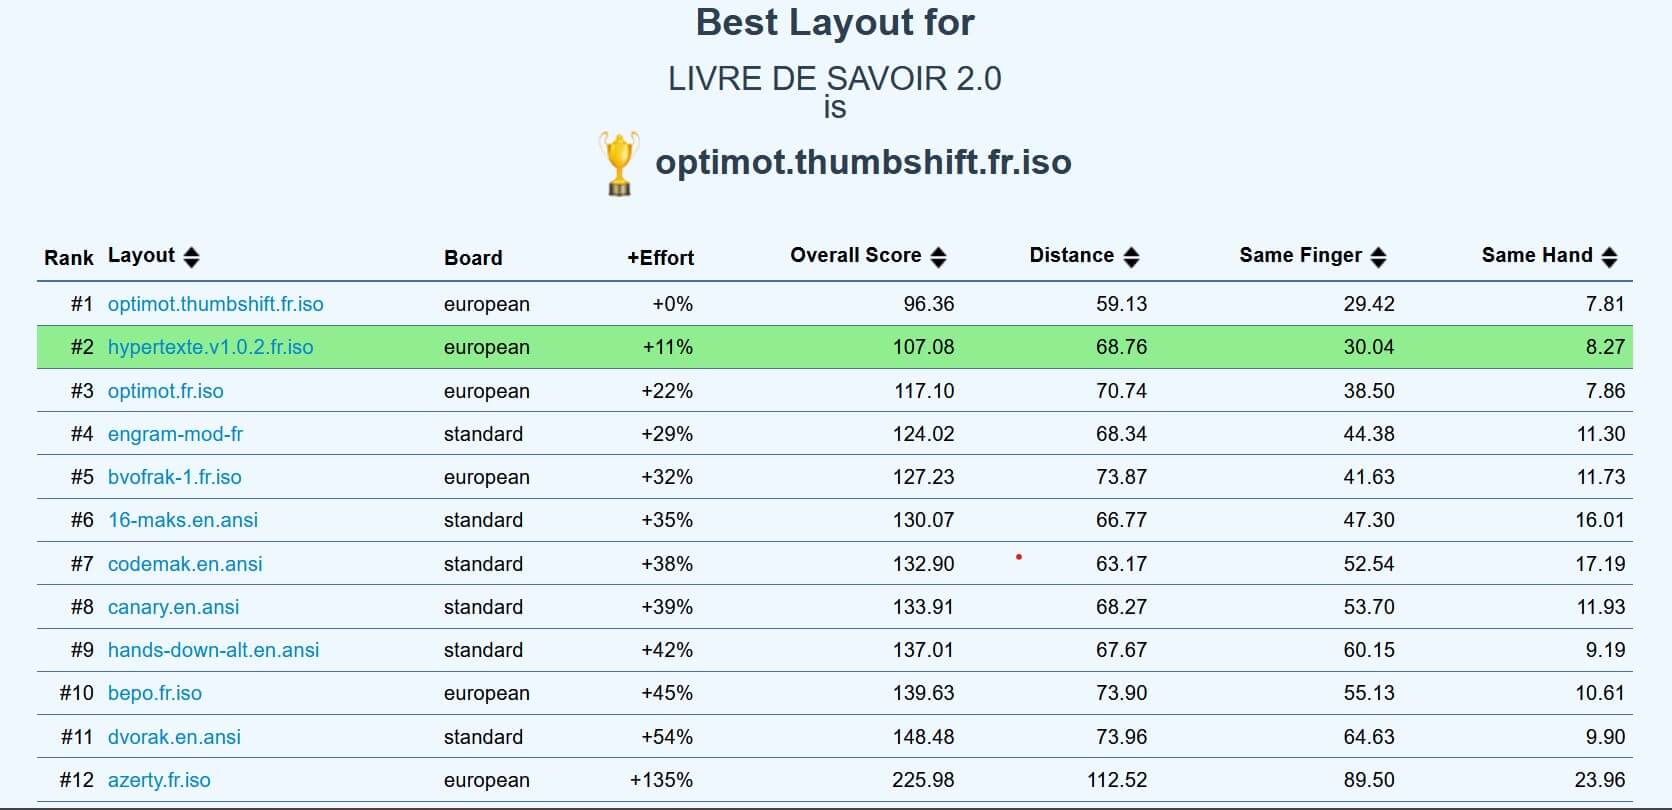 Best Layout for
LIVRE DE SAVOIR 2.0
is
optimot.thumbshift.fr.iso
Rank Layout Board +Effort Overall Score Distance Same Finger Same Hand
#1 optimot.thumbshift.fr.iso european +0% 96.36 59.13 29.42 7.81
#2 hypertexte.v1.0.2.fr.iso european +11% 107.08 68.76 30.04 8.27
#3 optimot.fr.iso european +22% 117.10 70.74 38.50 7.86
#4 engram-mod-fr standard +29% 124.02 68.34 44.38 11.30
#5 bvofrak-1.fr.iso european +32% 127.23 73.87 41.63 11.73
#6 16-maks.en.ansi standard +35% 130.07 66.77 47.30 16.01
#7 codemak.en.ansi standard +38% 132.90 63.17 52.54 17.19
#8 canary.en.ansi standard +39% 133.91 68.27 53.70 11.93
#9 hands-down-alt.en.ansi standard +42% 137.01 67.67 60.15 9.19
#10 bepo.fr.iso european +45% 139.63 73.90 55.13 10.61
#11 dvorak.en.ansi standard +54% 148.48 73.96 64.63 9.90
#12 azerty.fr.iso european +135% 225.98 112.52 89.50 23.96